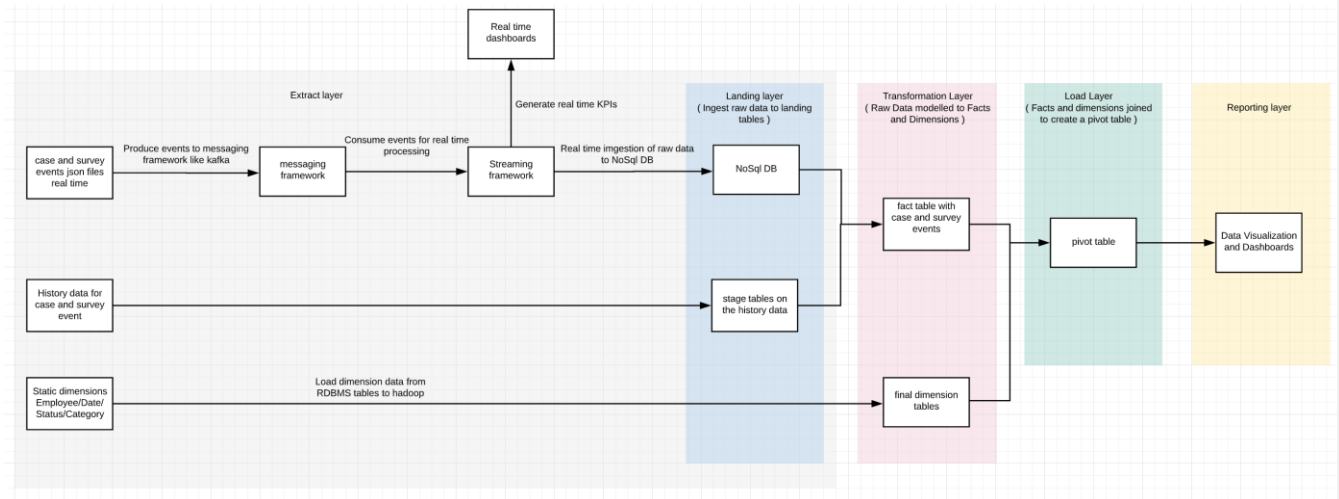 Real time
dashboards
Extract layer
Generate real time KPIs
Landing layer
( Ingest raw data to landing
tables )
Transformation Layer
( Raw Data modelled to Facts
and Dimensions )
Load Layer
( Facts and dimensions joined
to create a pivot table )
Reporting layer
case and survey
events json files
real time
Produce events to messaging
framework like kafka
messaging
framework
Consume events for real time
processing
Streaming
framework
Real time ingestion of raw data
to NoSql DB
NoSql DB
fact table with
case and survey
events
pivot table
Data Visualization
and Dashboards
History data for
case and survey
event
stage tables on
the history data
Static dimensions
Employee/Date/
Status/Category
Load dimension data from
RDBMS tables to hadoop
final dimension
tables